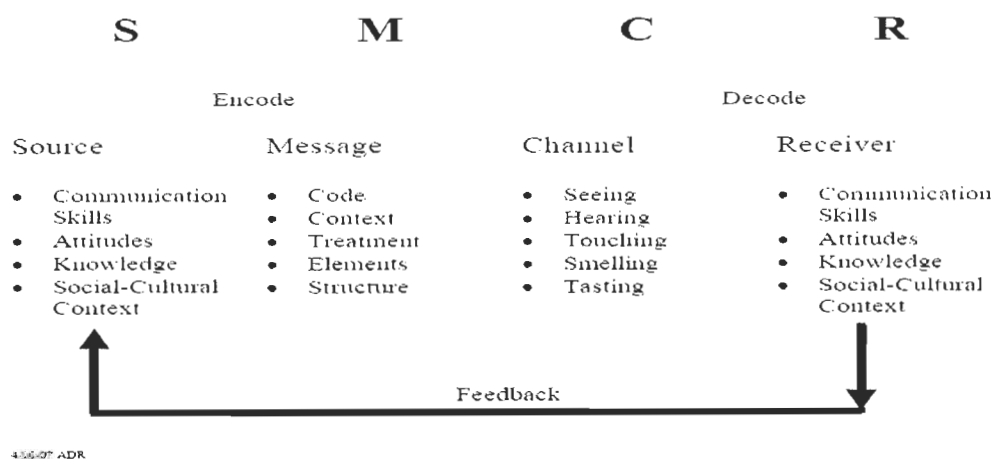 S M C R
Encode Decode
Source Message Channel Receiver
• Communication
Skills
• Attitudes
• Knowledge
• Social-Cultural
Context
• Code
• Context
• Treatment
• Elements
• Structure
• Seeing
• Hearing
• Touching
• Smelling
• Tasting
• Communication
Skills
• Attitudes
• Knowledge
• Social-Cultural
Context
Feedback
ADR